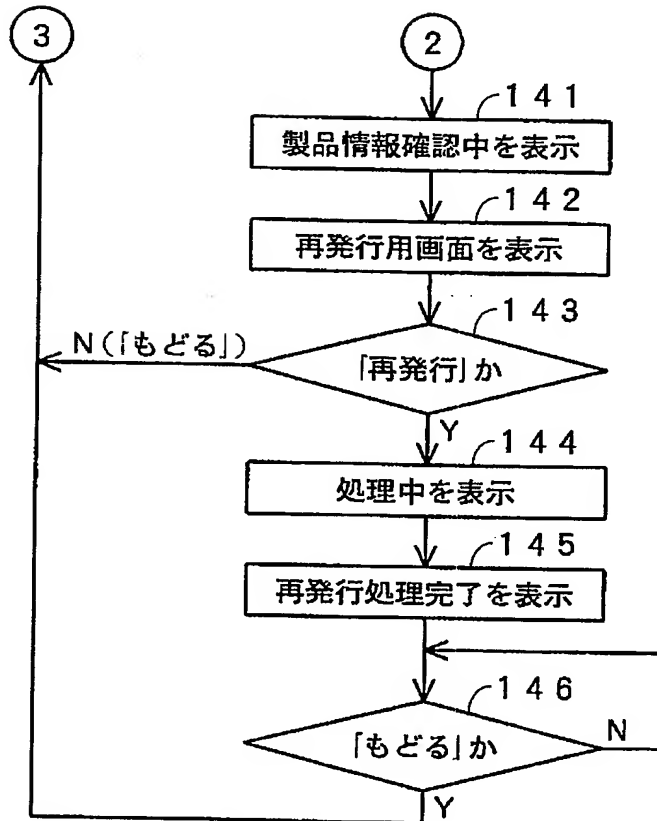 3
2
141
製品情報確認中を表示
142
再発行用画面を表示
143
N(「もどる」)
「再発行」か
Y
144
処理中を表示
145
再発行処理完了を表示
146
「もどる」か
N
Y